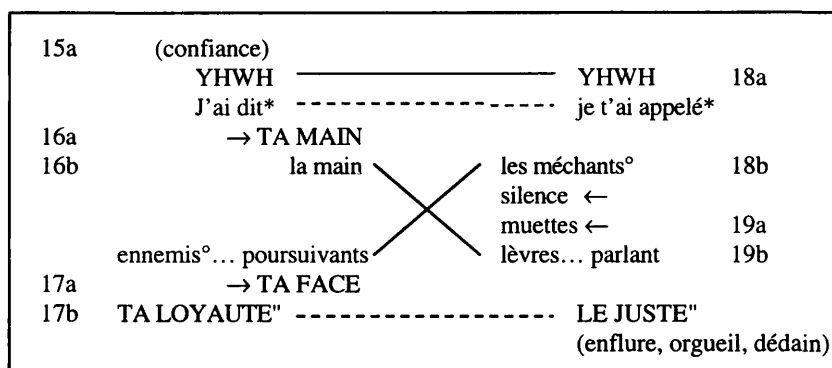 15a (confiance)
YHWH YHWH 18a
J'ai dit* je t'ai appelé*
16a → TA MAIN
16b la main les méchants° 18b
silence ←
muettes ← 19a
ennemis°... poursuivants lèvres... parlant 19b
17a → TA FACE
17b TA LOYAUTE" LE JUSTE"
(enflure, orgueil, dédain)